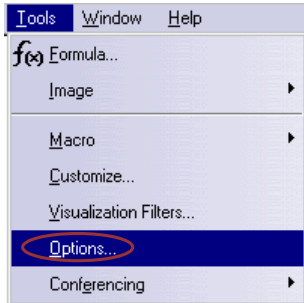 Tools Window Help
f(x) Formula...
Image
Macro
Customize...
Visualization Filters...
Options...
Conferencing